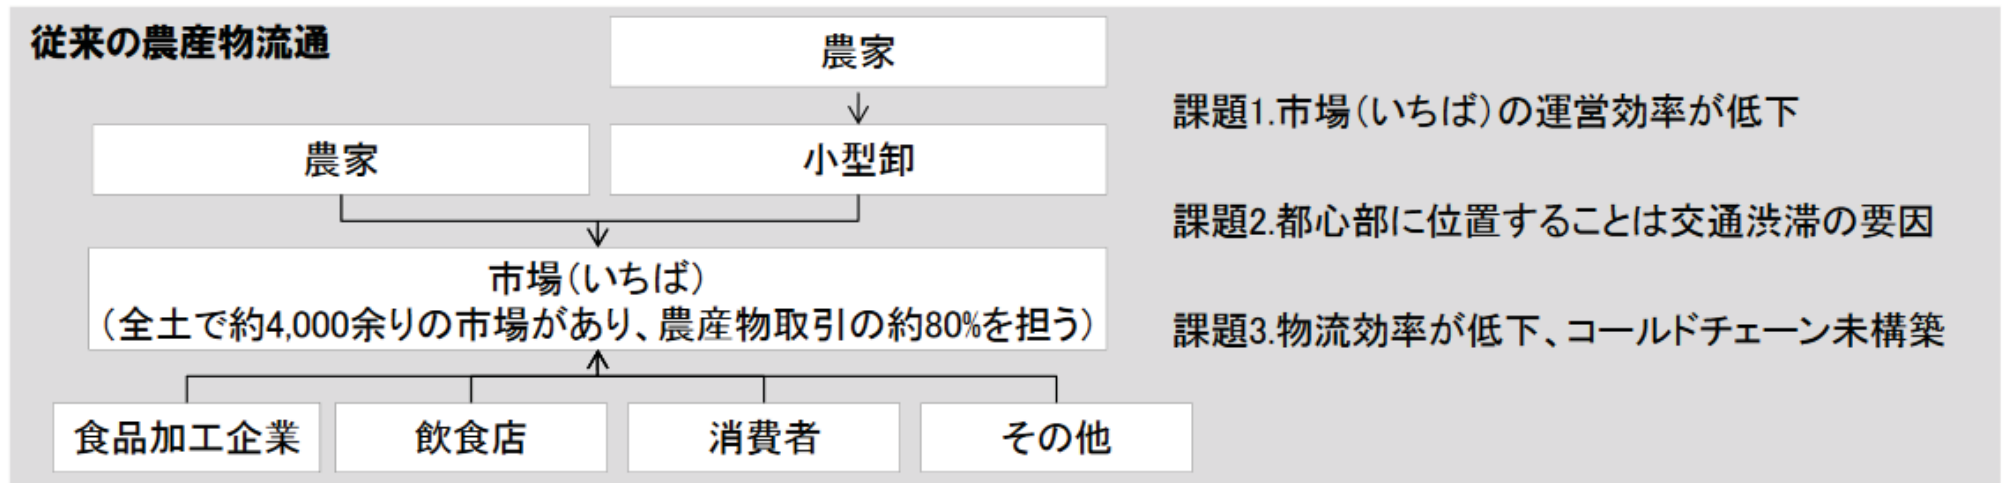 従来の農産物流通
農家
農家
小型卸
市場(いちば)
(全土で約4,000余りの市場があり、農産物取引の約80%を担う)
食品加工企業
飲食店
消費者
その他
課題1.市場(いちば)の運営効率が低下
課題2.都心部に位置することは交通渋滞の要因
課題3.物流効率が低下、コールドチェーン未構築